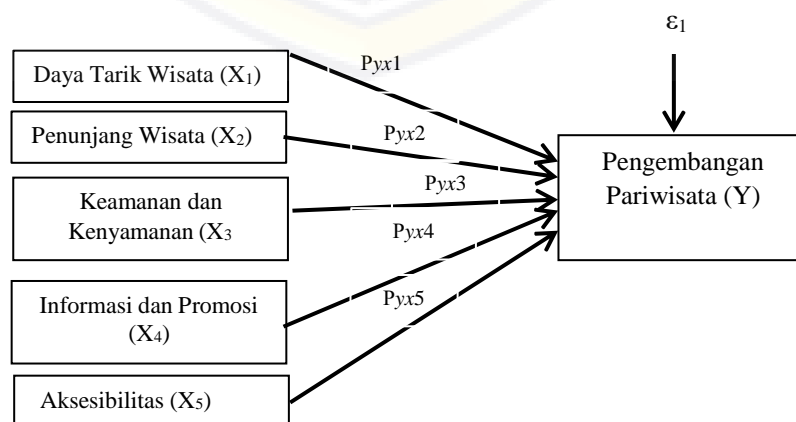 ε₁
Daya Tarik Wisata (X₁)
Pyx1
Penunjang Wisata (X₂)
Pyx2
Keamanan dan
Kenyamanan (X₃
Pyx3
Pengembangan
Pariwisata (Y)
Pyx4
Informasi dan Promosi
(X₄)
Pyx5
Aksesibilitas (X₅)